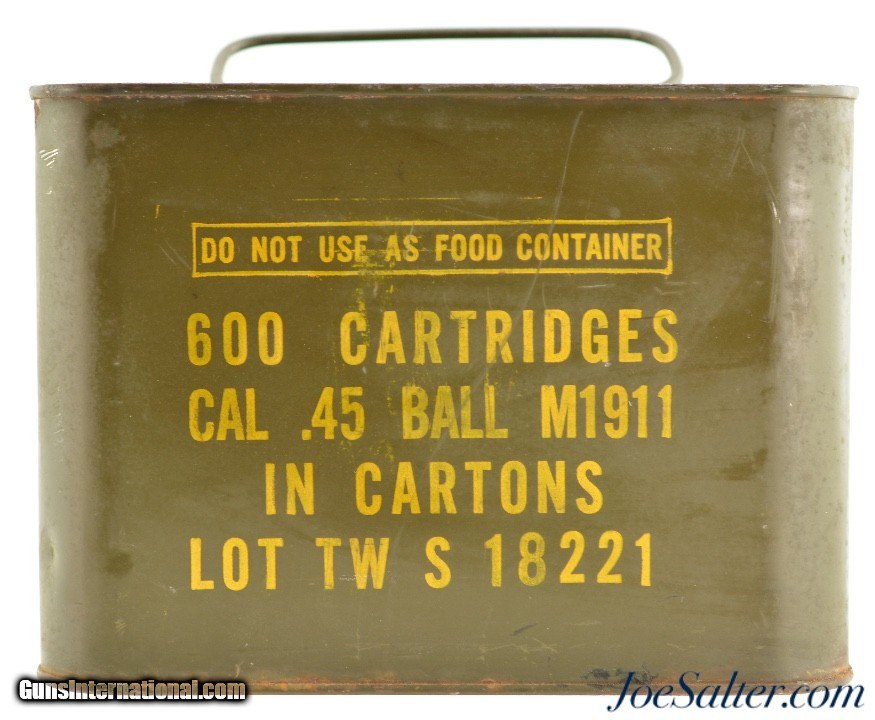 DO NOT USE AS FOOD CONTAINER
600 CARTRIDGES
CAL .45 BALL M1911
IN CARTONS
LOT TW S 18221
GunsInternational.com
JoeSalter.com